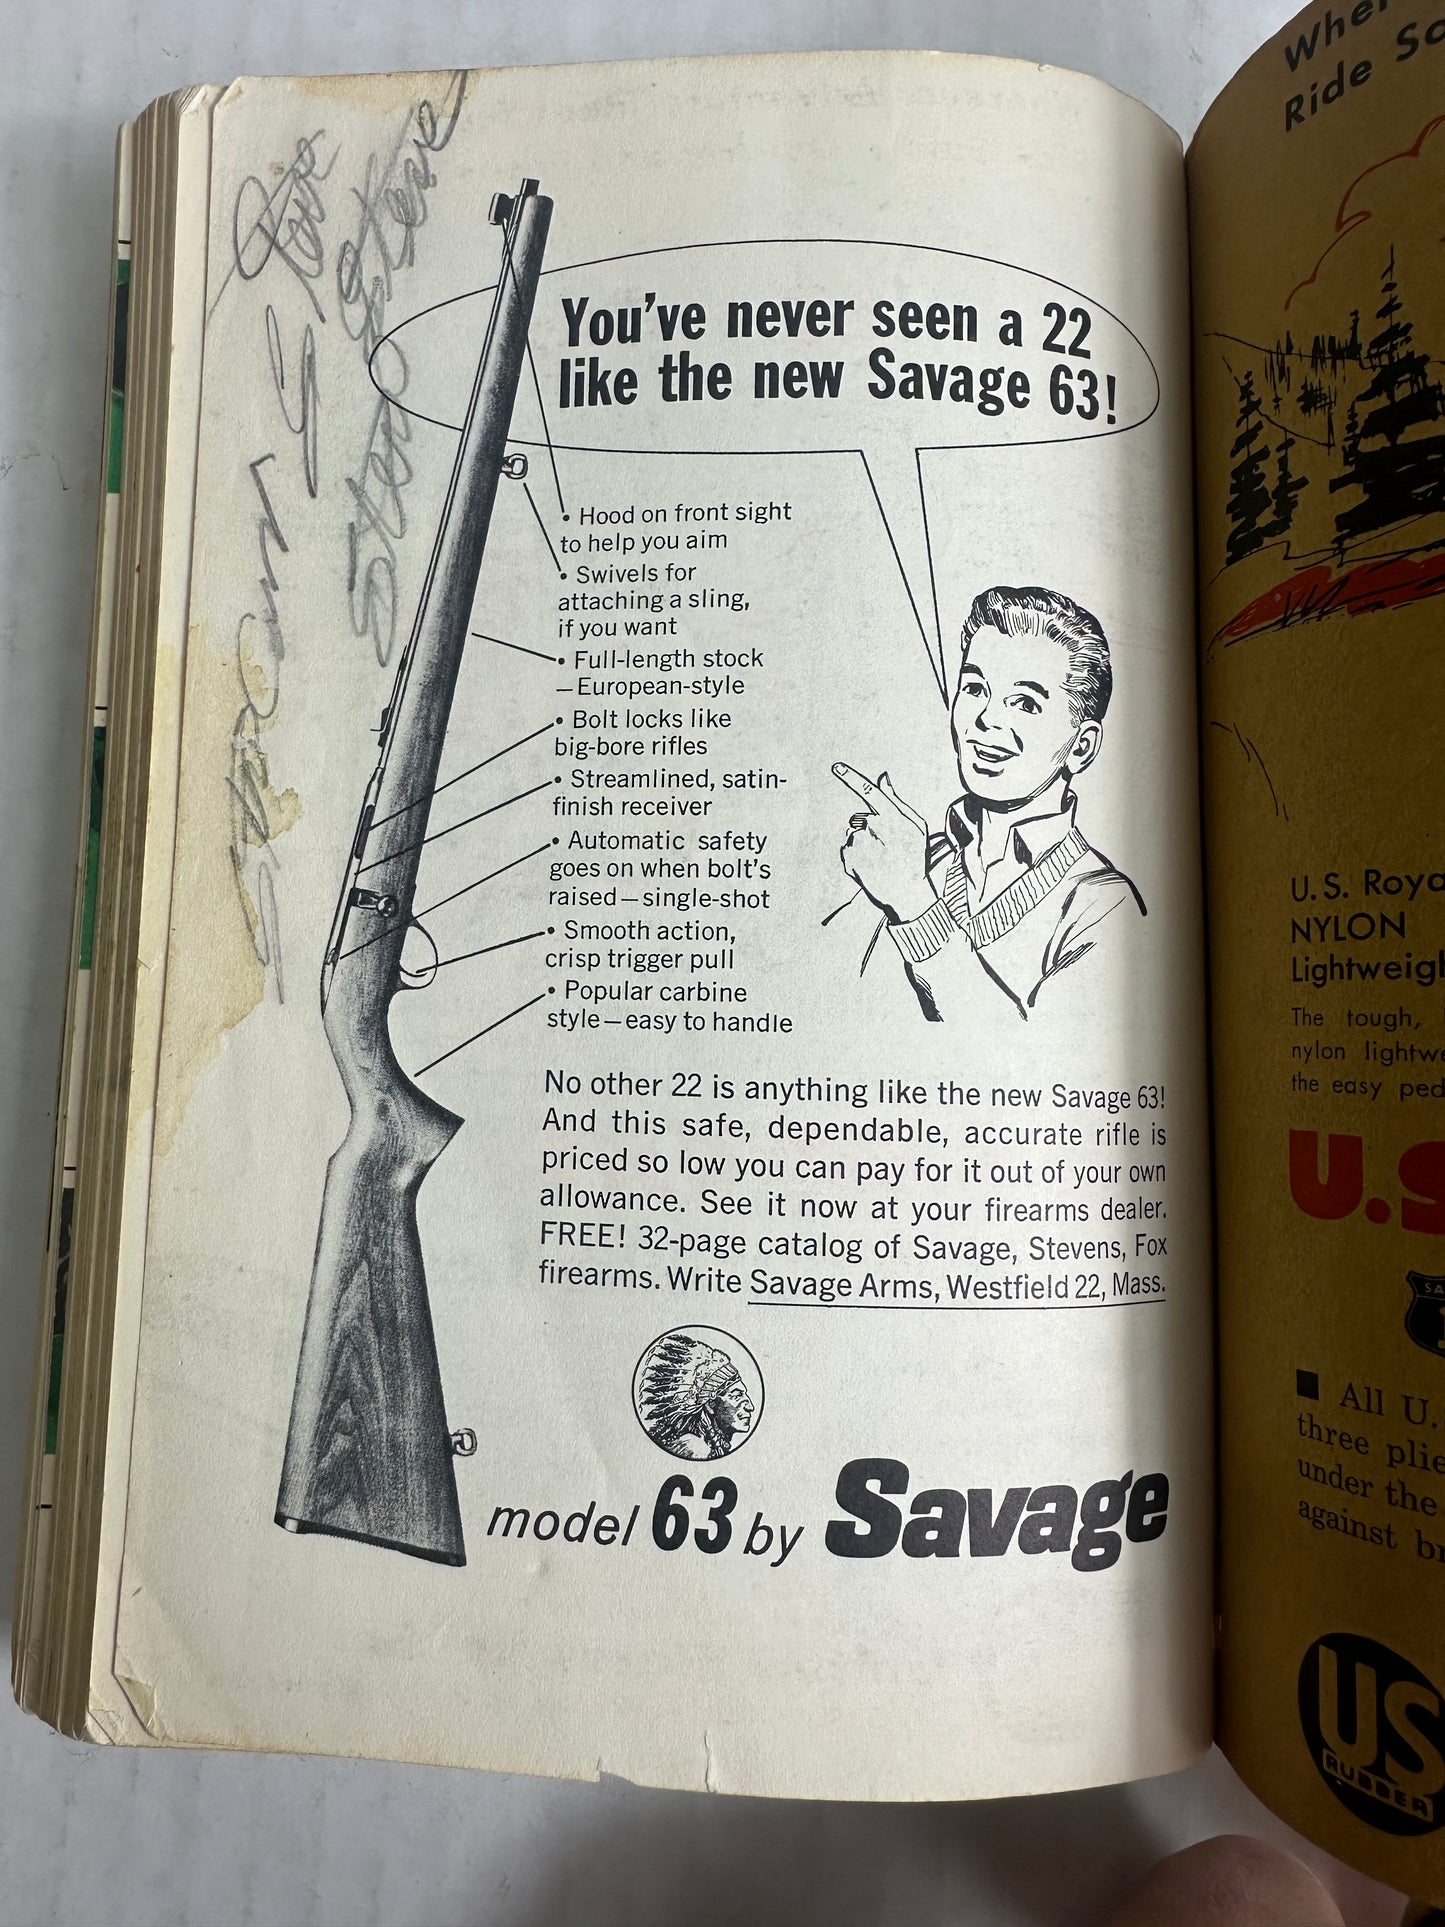 Steve
Steve
You've never seen a 22
like the new Savage 63!
• Hood on front sight
to help you aim
• Swivels for
attaching a sling,
if you want
• Full-length stock
—European-style
• Bolt locks like
big-bore rifles
• Streamlined, satin-
finish receiver
• Automatic safety
goes on when bolt's
raised—single-shot
• Smooth action,
crisp trigger pull
• Popular carbine
style—easy to handle
No other 22 is anything like the new Savage 63!
And this safe, dependable, accurate rifle is
priced so low you can pay for it out of your own
allowance. See it now at your firearms dealer.
FREE! 32-page catalog of Savage, Stevens, Fox
firearms. Write Savage Arms, Westfield 22, Mass.
model 63 by Savage
Ride
U.S.
NYLON
The tough,
nylon
the easy
U.S.
■ All U.
three
under the
against
US
RUBBER